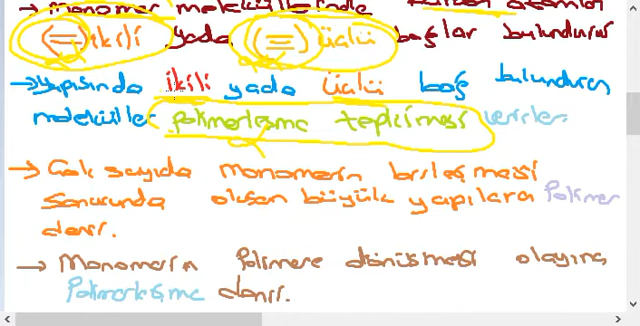 monomer moleküllerinde karbon atomları
(=) ikili yada (≡) üçlü bağlar bulundurur
→ yapısında ikili yada üçlü bağ bulunduran
moleküller polimerleşme tepkimesi verirler.
→ Çok sayıda monomerin birleşmesi
sonucunda oluşan büyük yapılara Polimer
denir.
→ Monomerin Polimere dönüşmesi olayına
Polimerleşme denir.